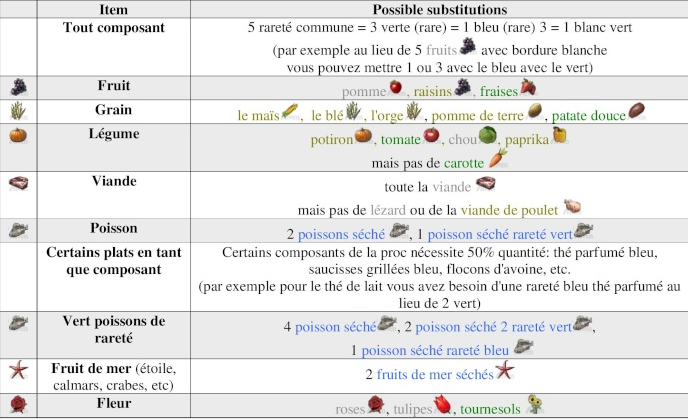 Item Possible substitutions
Tout composant 5 rareté commune = 3 verte (rare) = 1 bleu (rare) 3 = 1 blanc vert
(par exemple au lieu de 5 fruits avec bordure blanche
vous pouvez mettre 1 ou 3 avec le bleu avec le vert)
Fruit pomme, raisins, fraises
Grain le maïs, le blé, l'orge, pomme de terre, patate douce
Légume potiron, tomate, chou, paprika
mais pas de carotte
Viande toute la viande
mais pas de lézard ou de la viande de poulet
Poisson 2 poissons séché, 1 poisson séché rareté vert
Certains plats en tant que composant
Certains composants de la proc nécessite 50% quantité: thé parfumé bleu,
saucisses grillées bleu, flocons d'avoine, etc.
(par exemple pour le thé de lait vous avez besoin d'une rareté bleu thé parfumé au
lieu de 2 vert)
Vert poissons de rareté
4 poisson séché, 2 poisson séché 2 rareté vert,
1 poisson séché rareté bleu
Fruit de mer (étoile,
calmars, crabes, etc)
2 fruits de mer séchés
Fleur roses, tulipes, tournesols